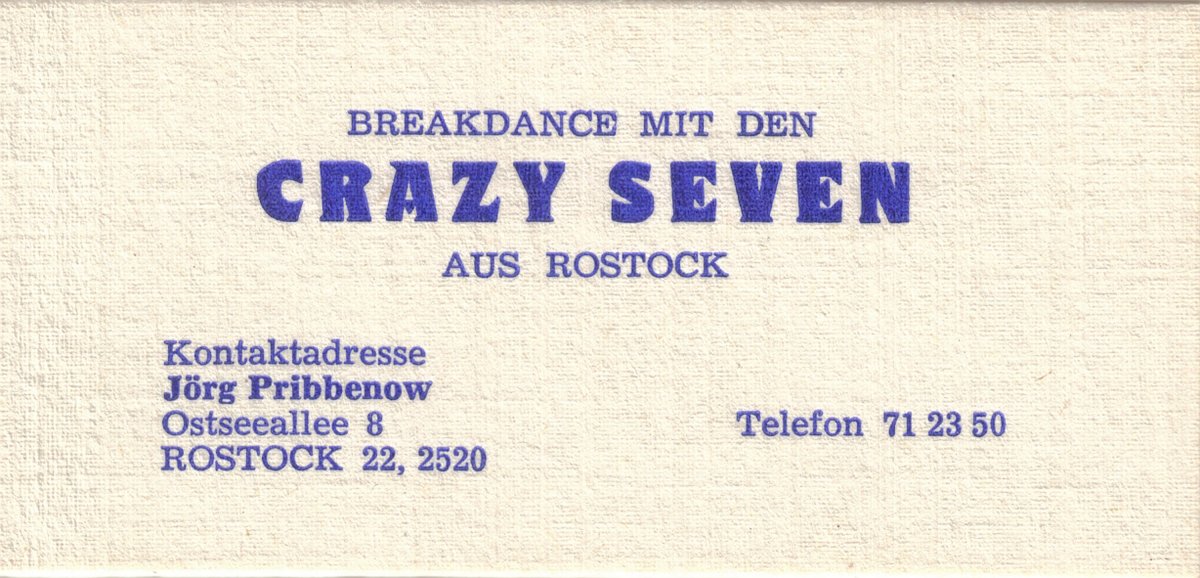 BREAKDANCE MIT DEN
CRAZY SEVEN
AUS ROSTOCK
Kontaktadresse
Jörg Pribbenow
Ostseeallee 8
ROSTOCK 22, 2520
Telefon 71 23 50